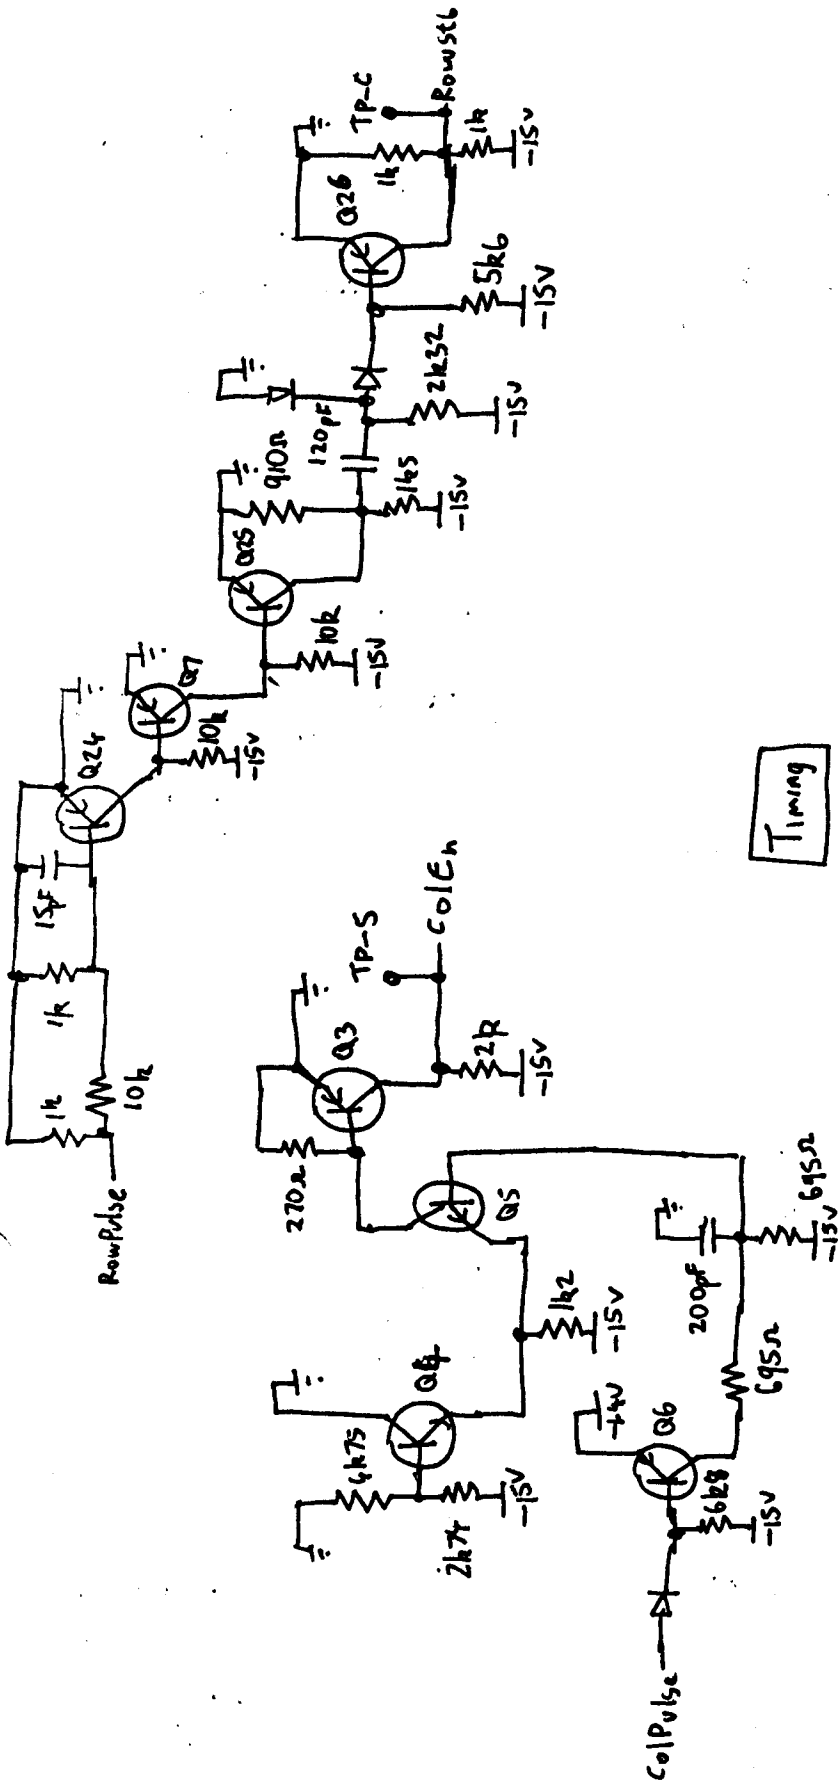 RowPulse
1k
10k
1k
15pF
Q24
Q7
10k
-15v
10k
-15v
Q25
910Ω
1k5
-15v
120pF
2k32
-15v
5k6
-15v
Q26
1k
1k
-15v
TP-C
RowStb
ColPulse
6k8
-15v
Q6
-4V
695Ω
200pF
695Ω
-15v
4k75
2k74
-15V
1k2
-15v
Q5
270Ω
Q3
2k
-15v
TP-S
ColEn
Timing